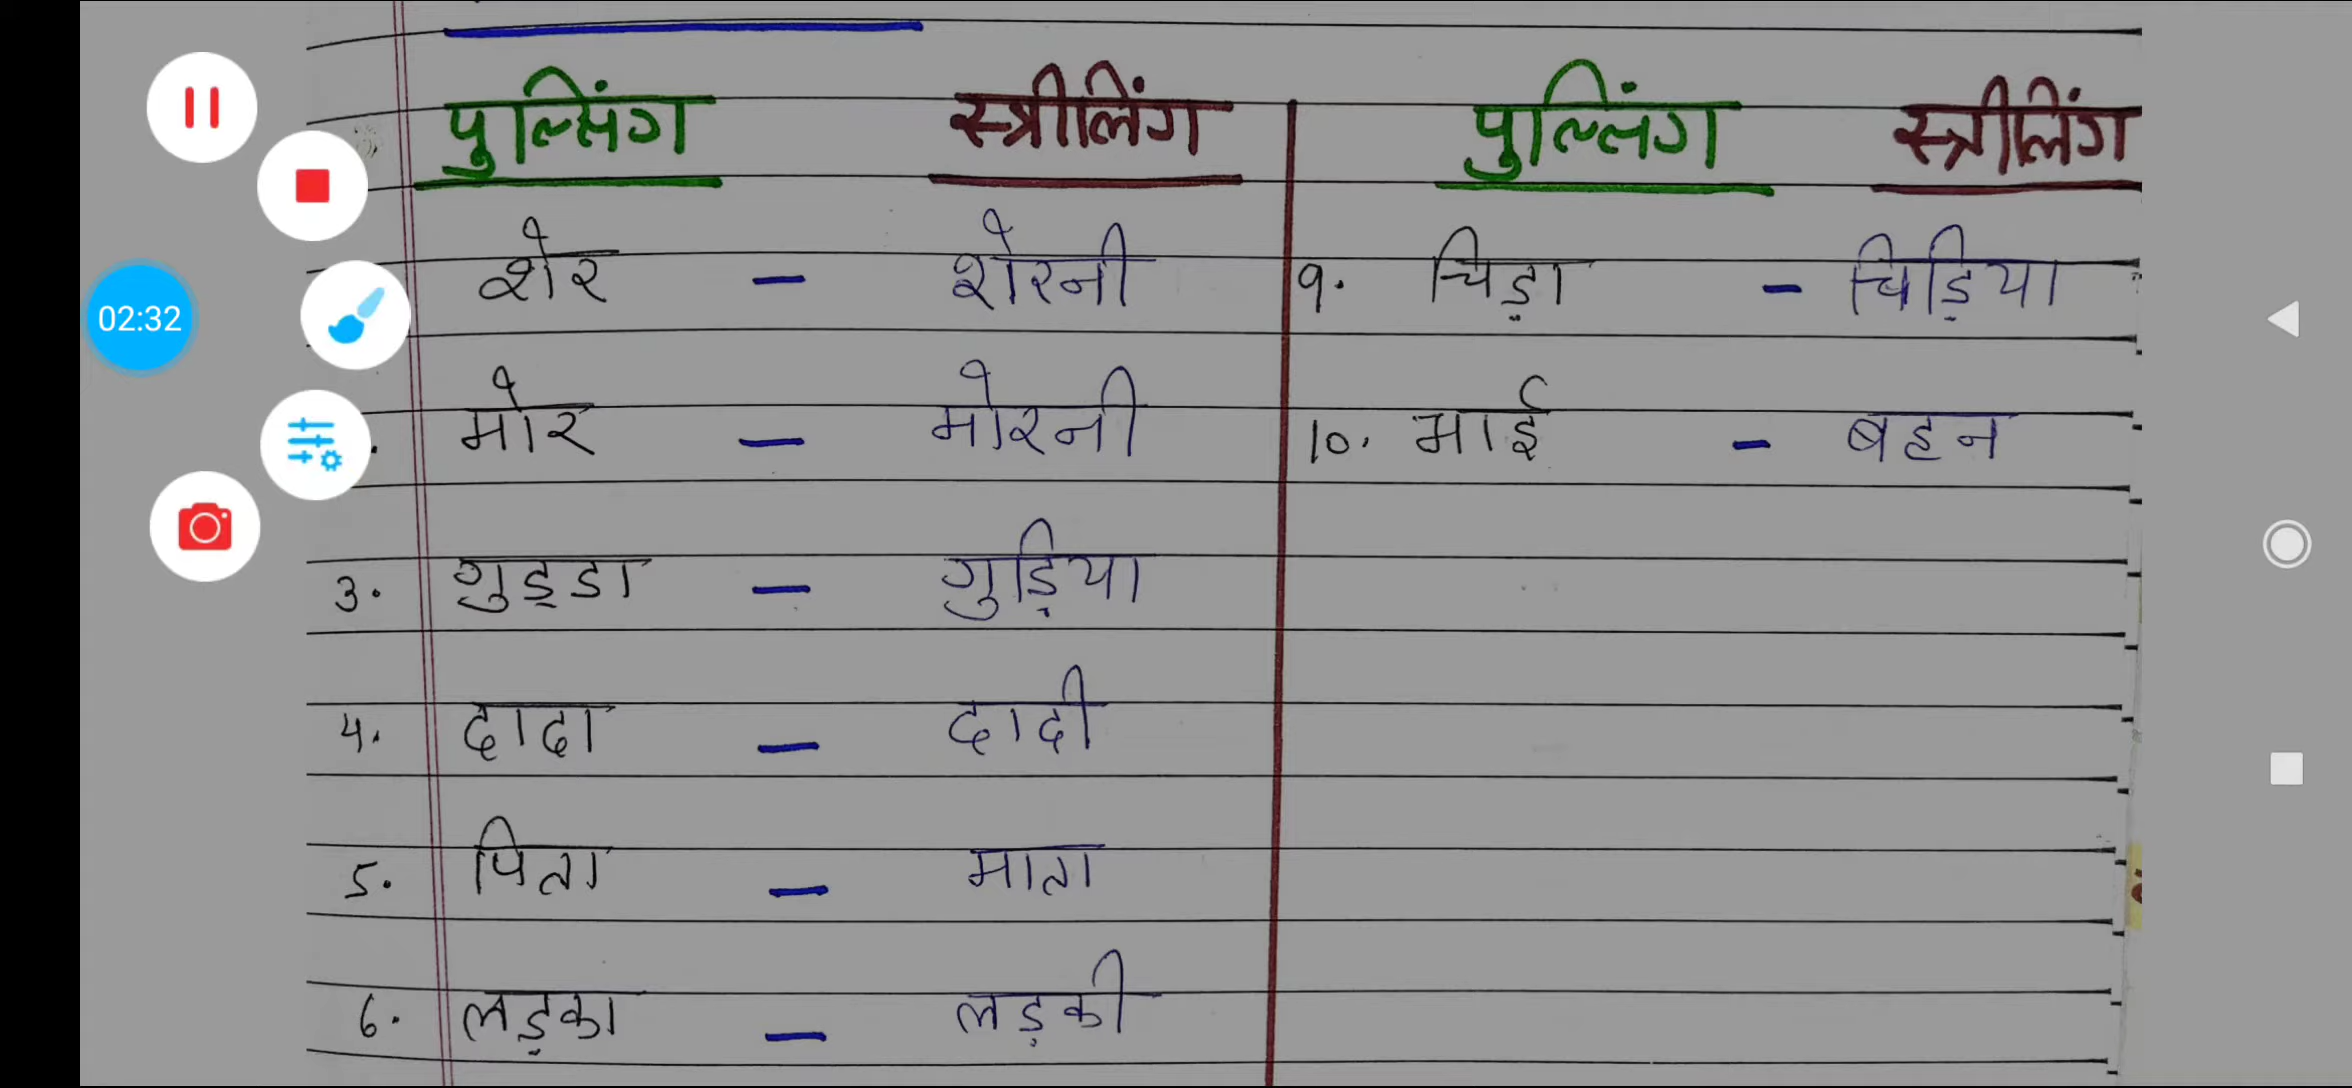 पुल्लिंग स्त्रीलिंग पुल्लिंग स्त्रीलिंग
शेर - शेरनी 9. चिड़ा - चिड़िया
मोर - मोरनी 10. भाई - बहन
02:32
3. गुड्डा - गुड़िया
4. दादा - दादी
5. पिता - माता
6. लड़का - लड़की